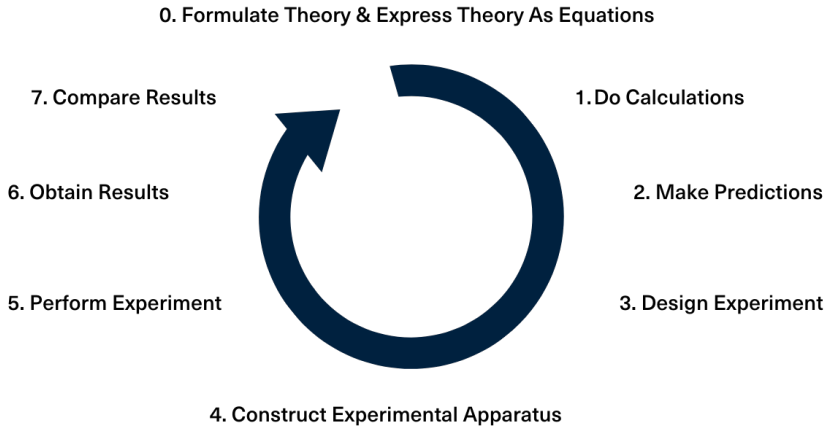 0. Formulate Theory & Express Theory As Equations
1. Do Calculations
2. Make Predictions
3. Design Experiment
4. Construct Experimental Apparatus
5. Perform Experiment
6. Obtain Results
7. Compare Results